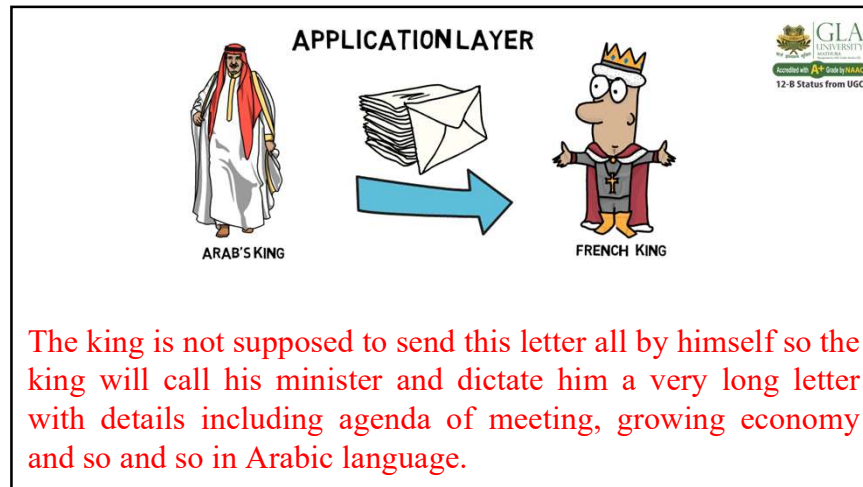 APPLICATION LAYER
GLA
UNIVERSITY
MATHURA
Accredited with A+ Grade by NAAC
12-B Status from UGC
ARAB'S KING
FRENCH KING
The king is not supposed to send this letter all by himself so the
king will call his minister and dictate him a very long letter
with details including agenda of meeting, growing economy
and so and so in Arabic language.